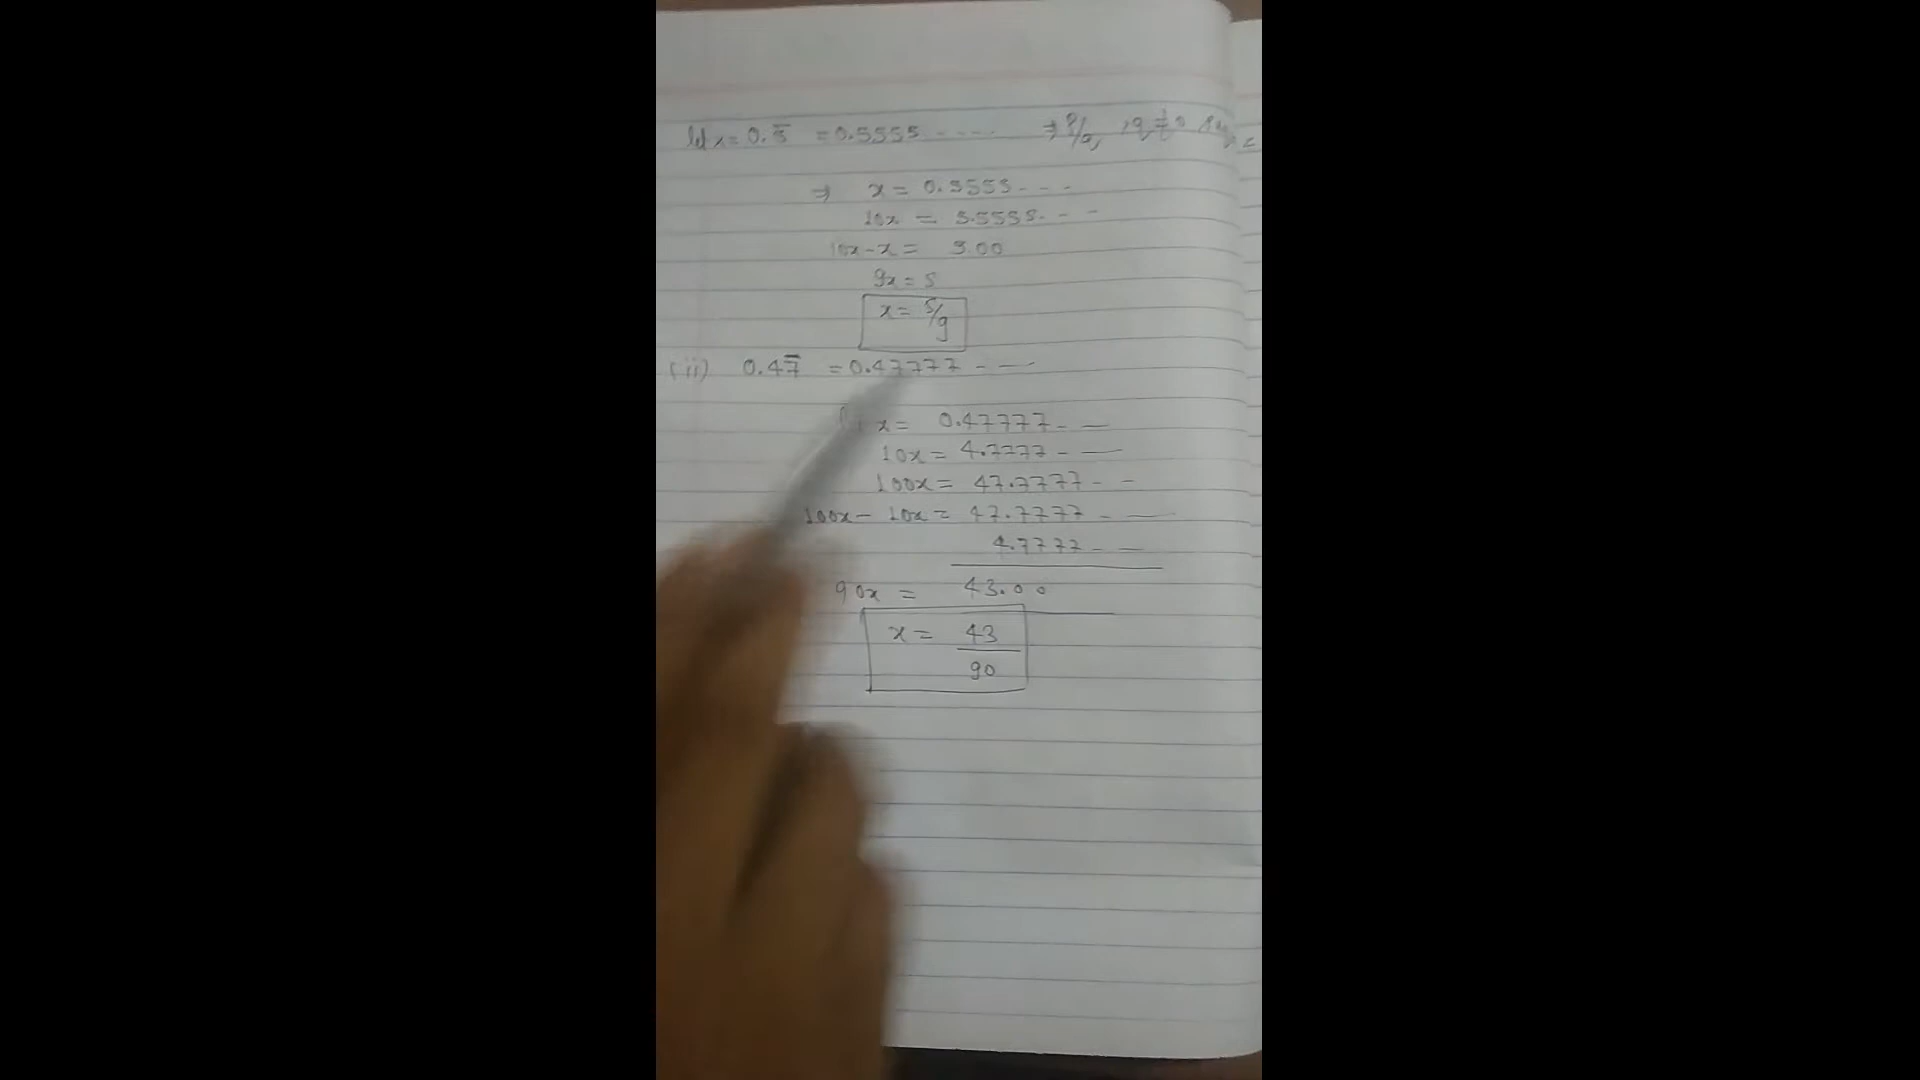 let x = 0.5̅ = 0.5555 - - - - ⇒ P/q, , q ≠ 0
⇒ x = 0.5555 - - -
10x = 5.5555 - - -
10x - x = 5.00
9x = 5
x = 5/9
(ii) 0.47̅ = 0.47777 - —
x = 0.47777 - —
10x = 4.7777 - —
100x = 47.7777 - -
100x - 10x = 47.7777 - —
4.7777 - —
90x = 43.00
x = 43
90